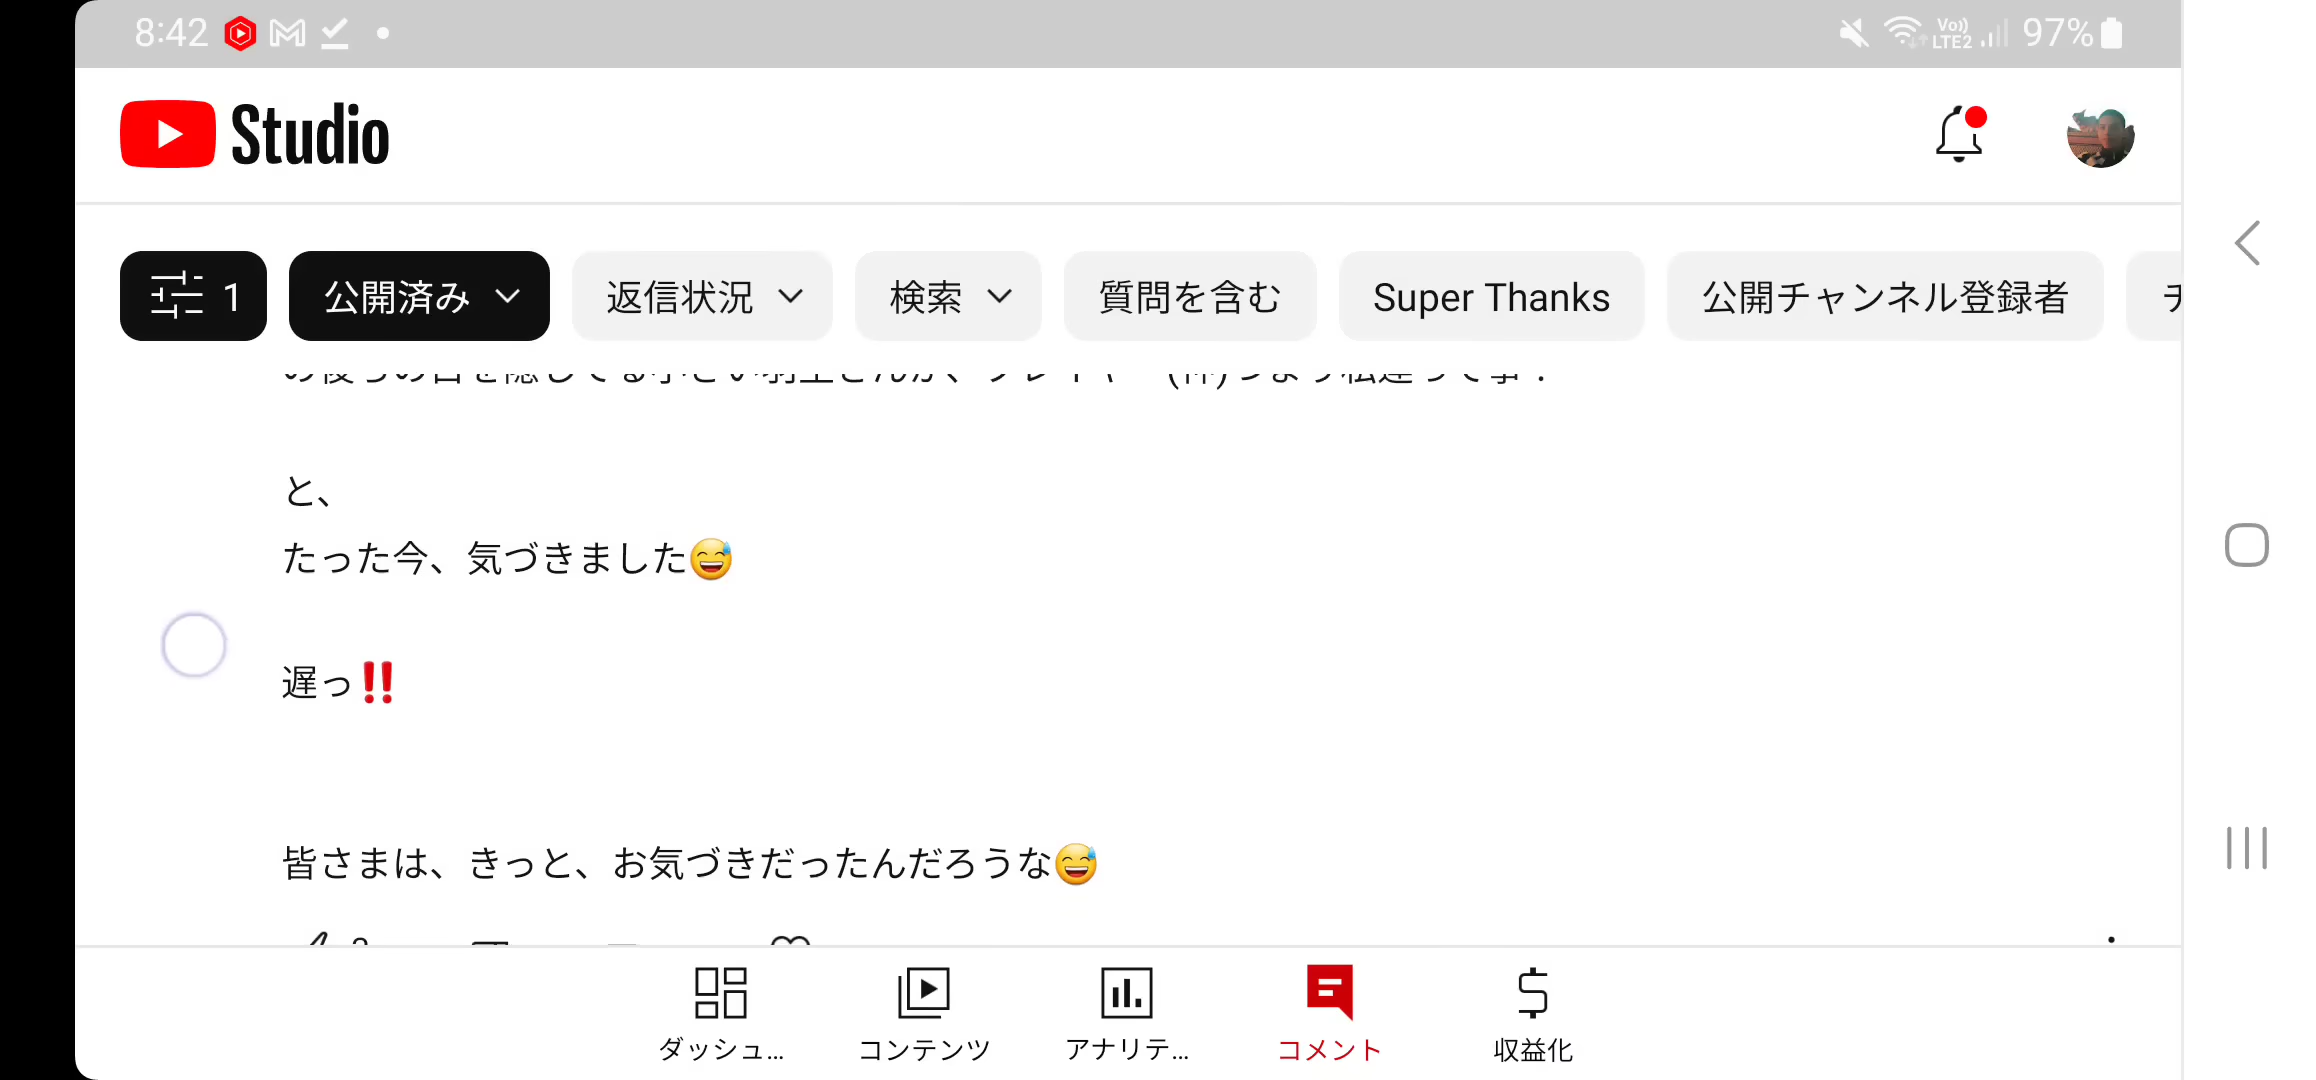 8:42
Vo)) LTE2 97%
Studio
1 公開済み 返信状況 検索 質問を含む Super Thanks 公開チャンネル登録者
と、
たった今、気づきました😅
遅っ‼️
皆さまは、きっと、お気づきだったんだろうな😅
ダッシュ... コンテンツ アナリテ... コメント 収益化